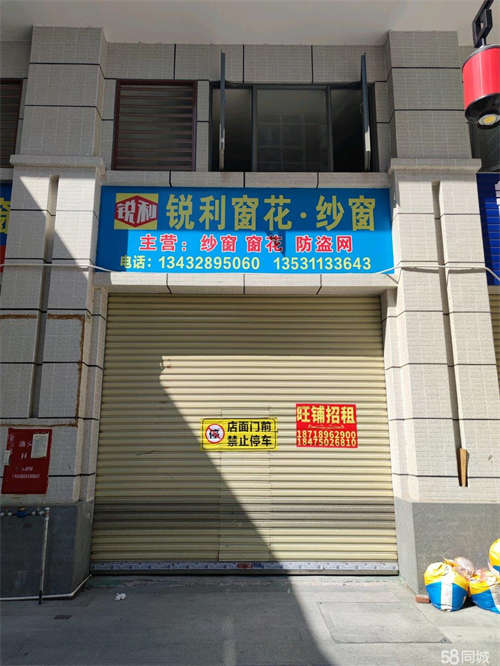 锐利 锐利窗花·纱窗
主营：纱窗 窗花 防盗网
电话：13432895060 13531133643
店面门前
禁止停车
旺铺招租
18718962900
18475026810
58同城